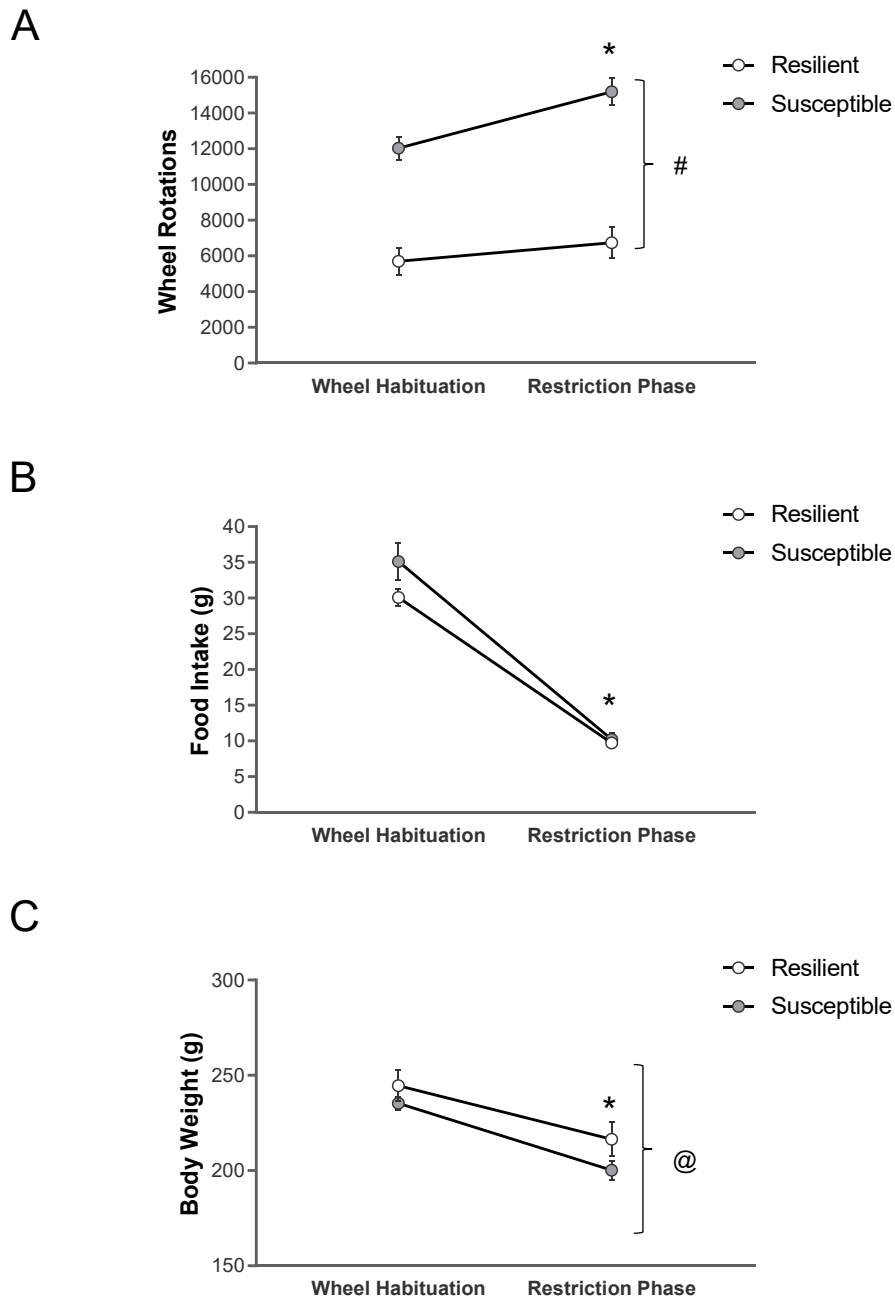 A
*
Resilient
Susceptible
16000
14000
12000
10000
8000
6000
4000
2000
0
Wheel Rotations
#
Wheel Habituation Restriction Phase
B
Resilient
Susceptible
40
35
30
25
20
15
10
5
0
Food Intake (g)
*
Wheel Habituation Restriction Phase
C
Resilient
Susceptible
300
250
200
150
Body Weight (g)
*
@
Wheel Habituation Restriction Phase